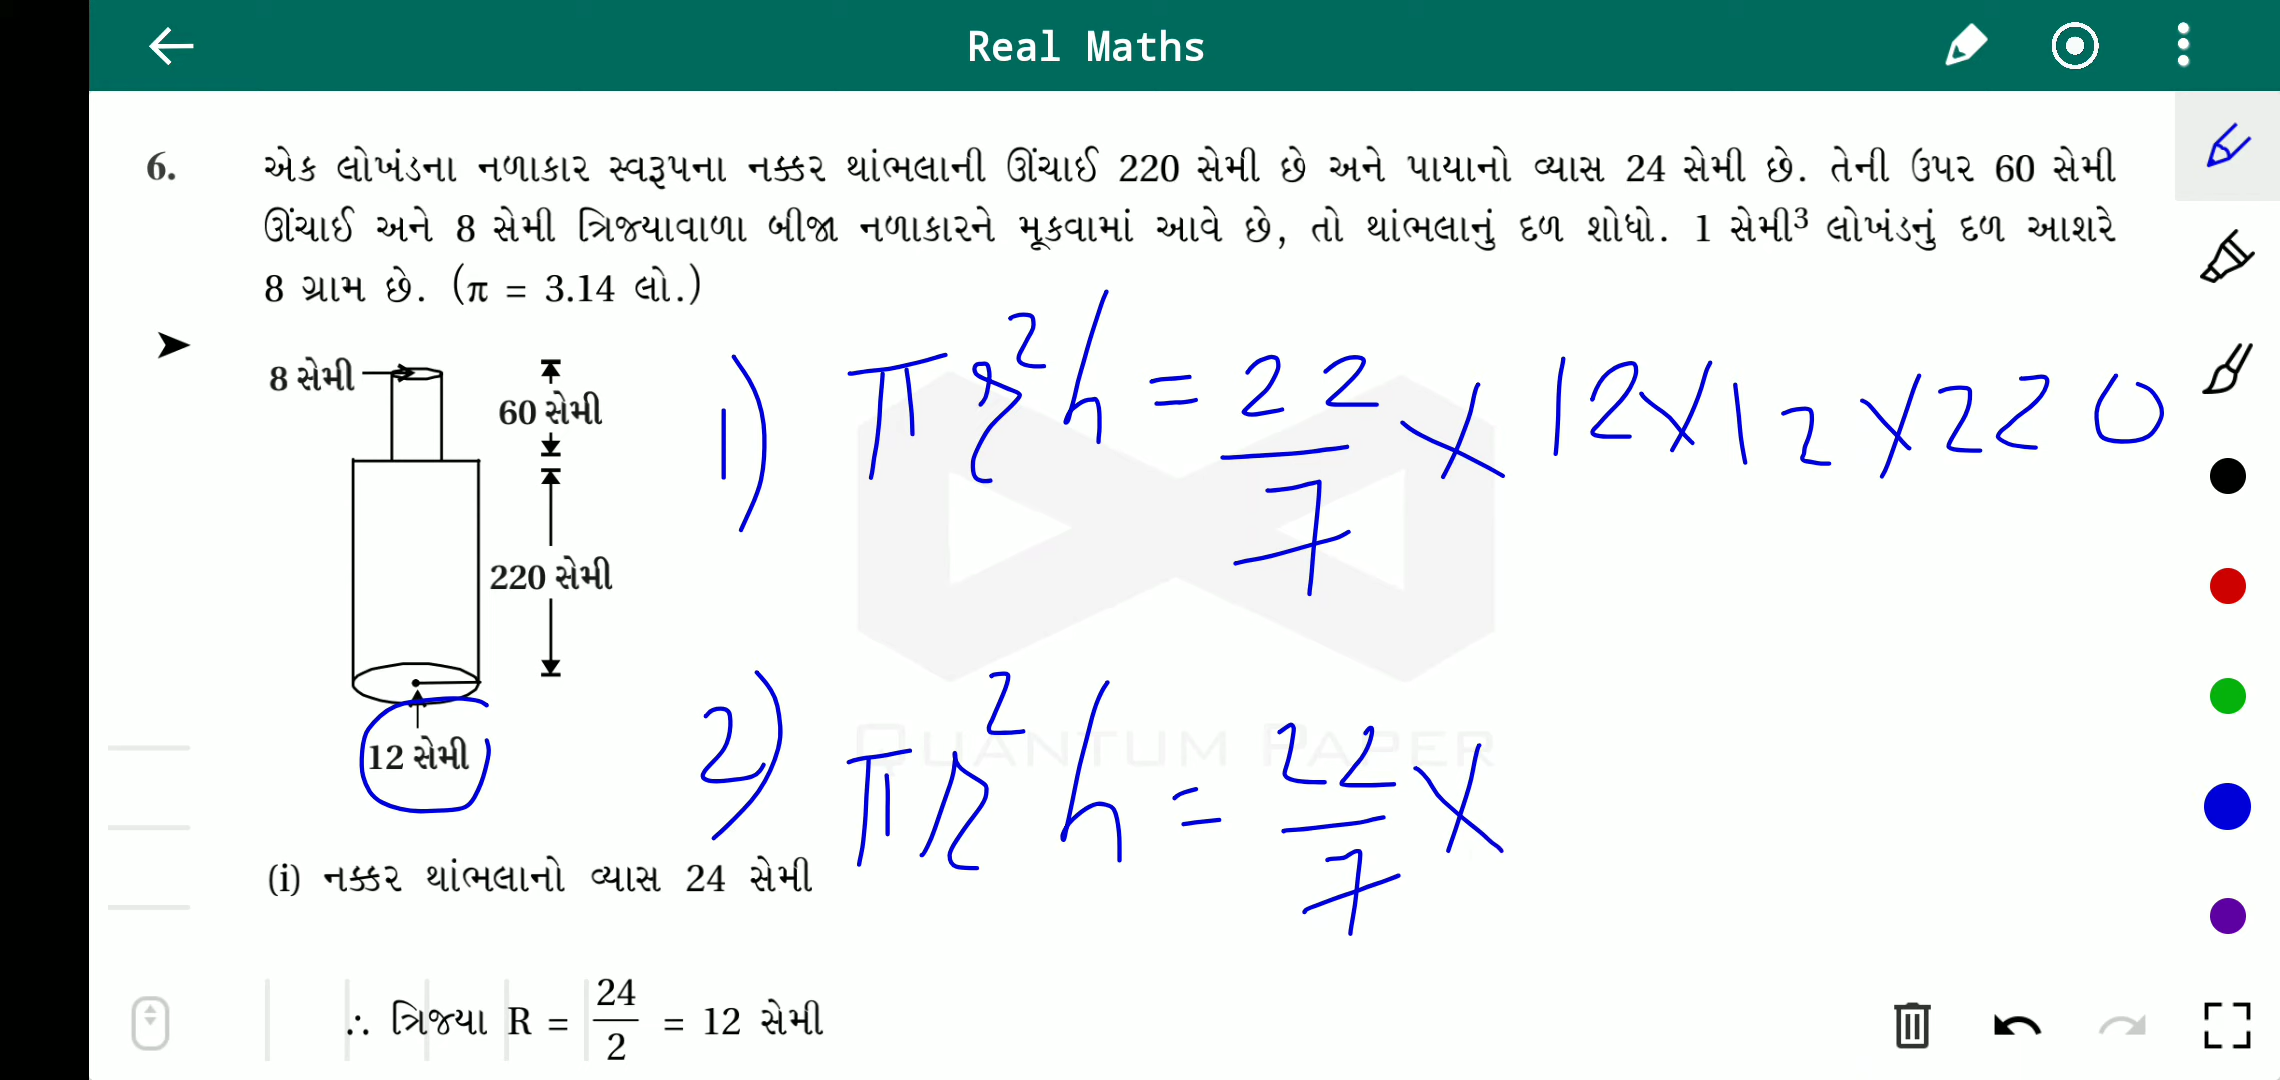 Real Maths
6. એક લોખંડના નળાકાર સ્વરૂપના નક્કર થાંભલાની ઊંચાઈ 220 સેમી છે અને પાયાનો વ્યાસ 24 સેમી છે. તેની ઉપર 60 સેમી
ઊંચાઈ અને 8 સેમી ત્રિજ્યાવાળા બીજા નળાકારને મૂકવામાં આવે છે, તો થાંભલાનું દળ શોધો. 1 સેમી³ લોખંડનું દળ આશરે
8 ગ્રામ છે. (π = 3.14 લો.)
8 સેમી
60 સેમી
220 સેમી
12 સેમી
1) πr²h = 22/7 × 12 × 12 × 220
2) πr²h = 22/7 ×
QUANTUM PAPER
(i) નક્કર થાંભલાનો વ્યાસ 24 સેમી
∴ ત્રિજ્યા R = 24/2 = 12 સેમી